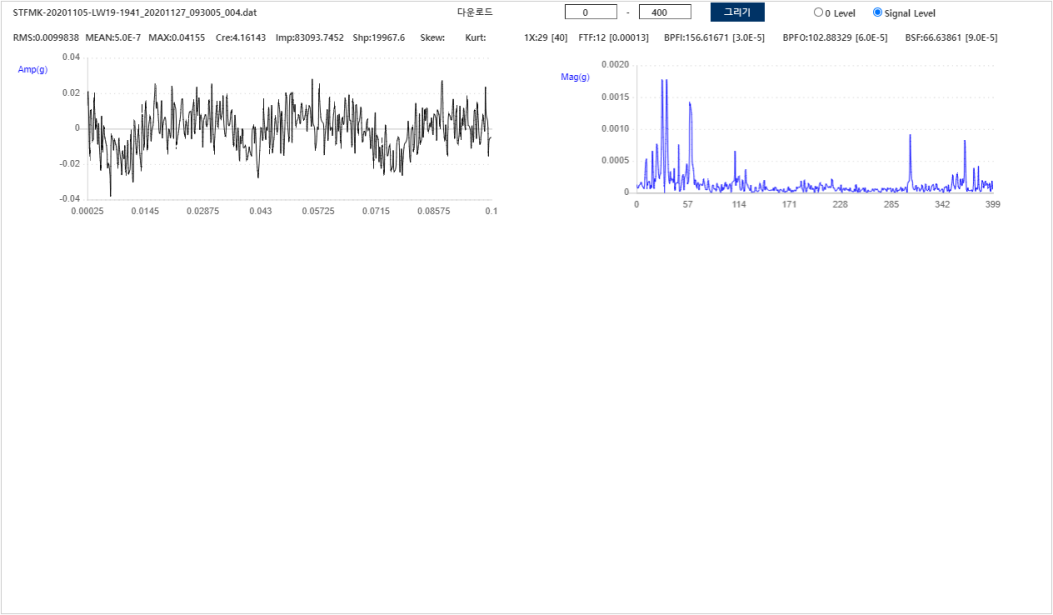 STFMK-20201105-LW19-1941_20201127_093005_004.dat 다운로드 0 - 400 그리기 0 Level Signal Level
RMS:0.0099838 MEAN:5.0E-7 MAX:0.04155 Cre:4.16143 Imp:83093.7452 Shp:19967.6 Skew: Kurt: 1X:29 [40] FTF:12 [0.00013] BPFI:156.61671 [3.0E-5] BPFO:102.88329 [6.0E-5] BSF:66.63861 [9.0E-5]
Amp(g)
0.04
0.02
0
-0.02
-0.04
0.00025 0.0145 0.02875 0.043 0.05725 0.0715 0.08575 0.1
Mag(g)
0.0020
0.0015
0.0010
0.0005
0
0 57 114 171 228 285 342 399